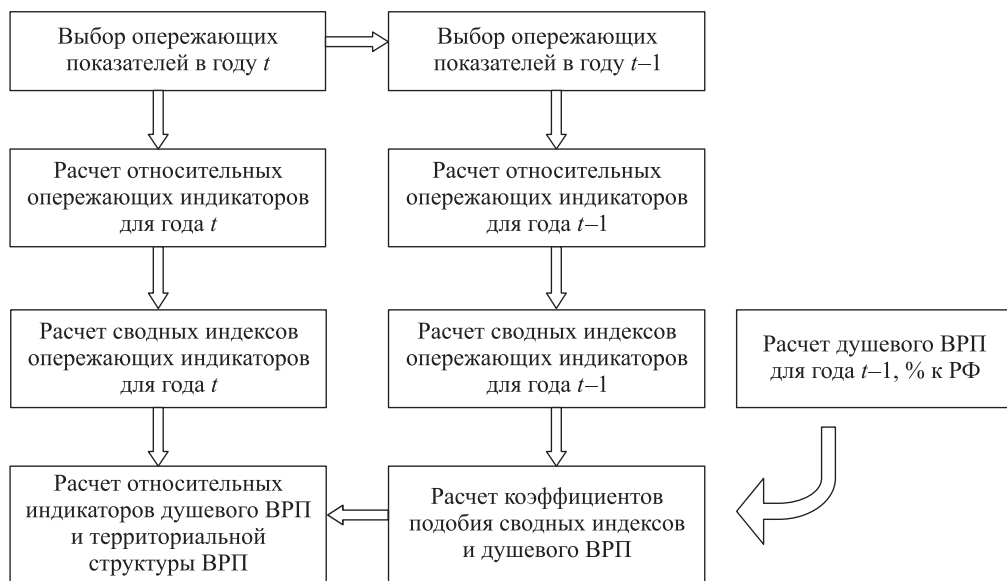 Выбор опережающих
показателей в году t
Выбор опережающих
показателей в году t–1
Расчет относительных
опережающих индикаторов
для года t
Расчет относительных
опережающих индикаторов
для года t–1
Расчет сводных индексов
опережающих индикаторов
для года t
Расчет сводных индексов
опережающих индикаторов
для года t–1
Расчет душевого ВРП
для года t–1, % к РФ
Расчет относительных
индикаторов душевого ВРП
и территориальной
структуры ВРП
Расчет коэффициентов
подобия сводных индексов
и душевого ВРП